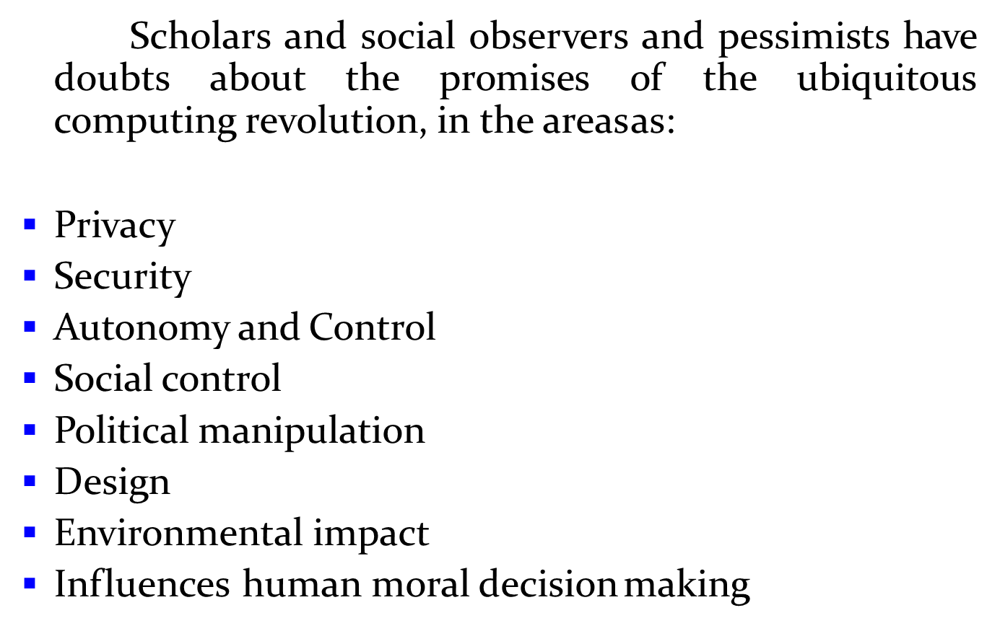 Scholars and social observers and pessimists have
doubts about the promises of the ubiquitous
computing revolution, in the areasas:
▪ Privacy
▪ Security
▪ Autonomy and Control
▪ Social control
▪ Political manipulation
▪ Design
▪ Environmental impact
▪ Influences human moral decision making